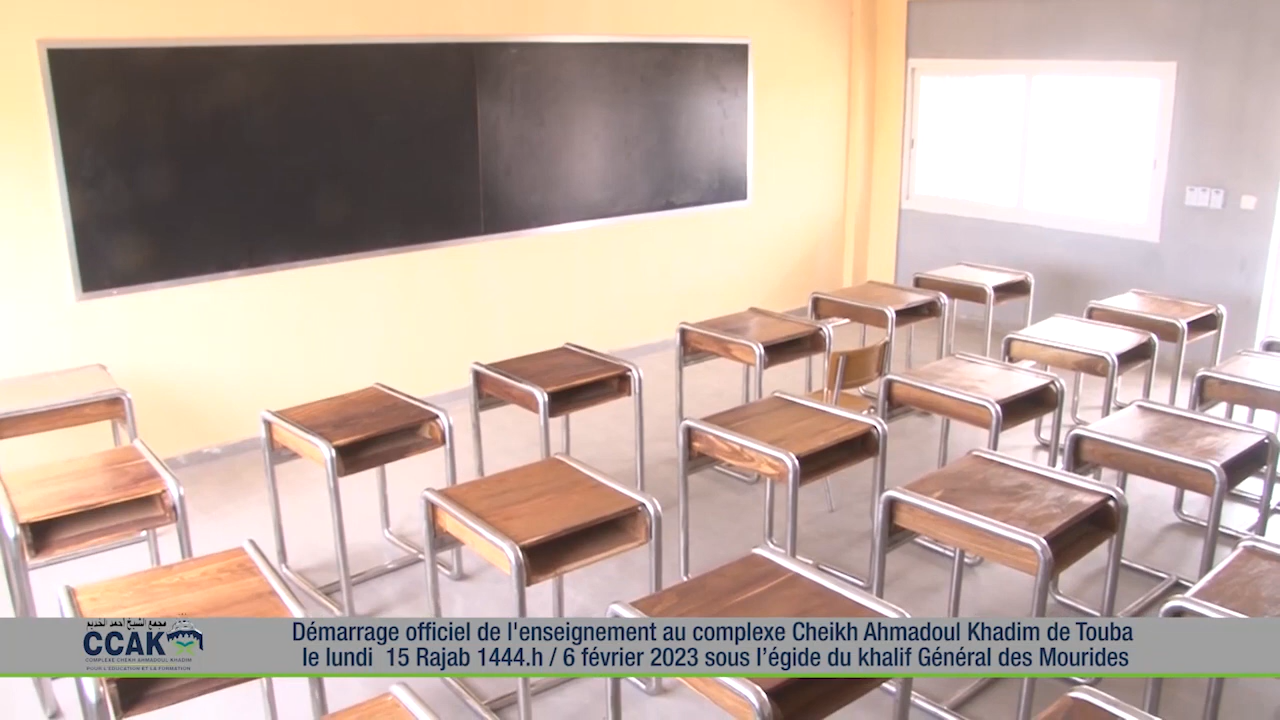 مجمع الشيخ أحمد الخديم
CCAK
COMPLEXE CHEIKH AHMADOUL KHADIM
POUR L'EDUCATION ET LA FORMATION
Démarrage officiel de l'enseignenent au complexe Cheikh Ahmadoul Khadim de Touba
le lundi  15 Rajab 1444.h / 6 février 2023 sous l'égide du khalif Général des Mourides